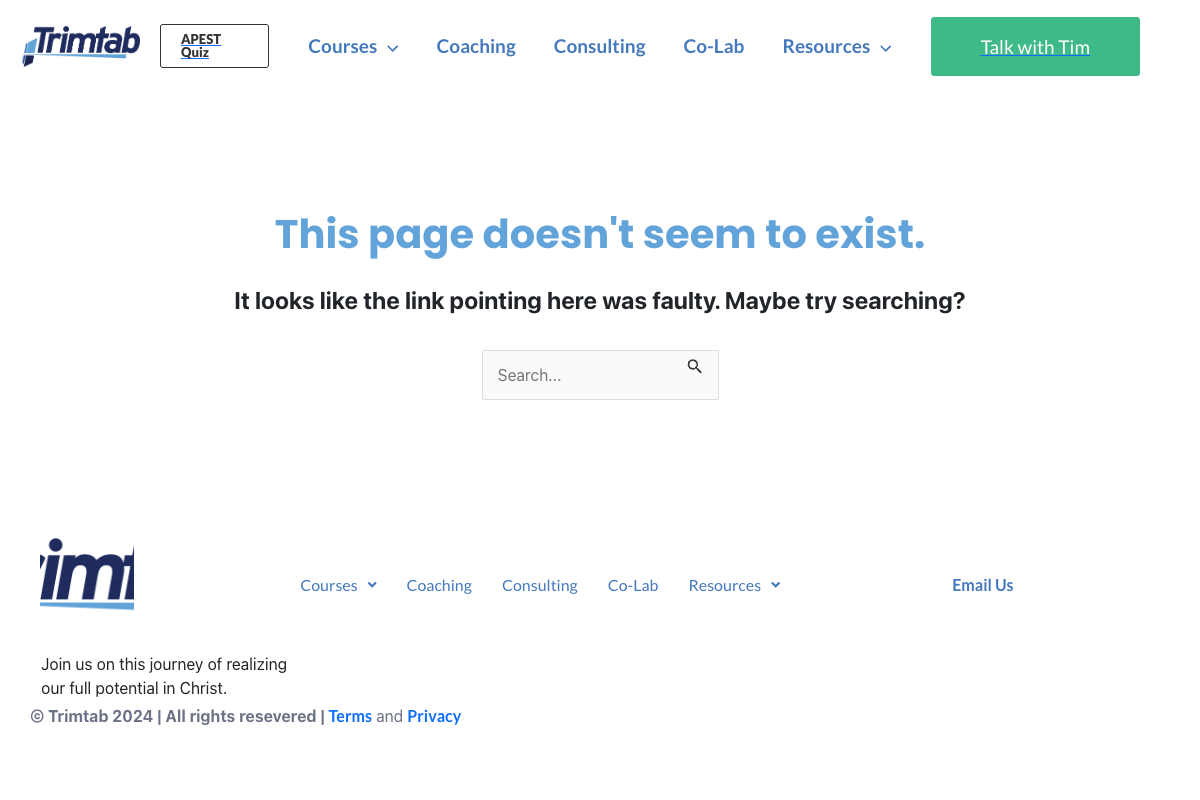 Trimtab
APEST
Quiz
Courses
Coaching
Consulting
Co-Lab
Resources
Talk with Tim
This page doesn't seem to exist.
It looks like the link pointing here was faulty. Maybe try searching?
Search...
imt
Courses
Coaching
Consulting
Co-Lab
Resources
Email Us
Join us on this journey of realizing
our full potential in Christ.
© Trimtab 2024 | All rights resevered | Terms and Privacy